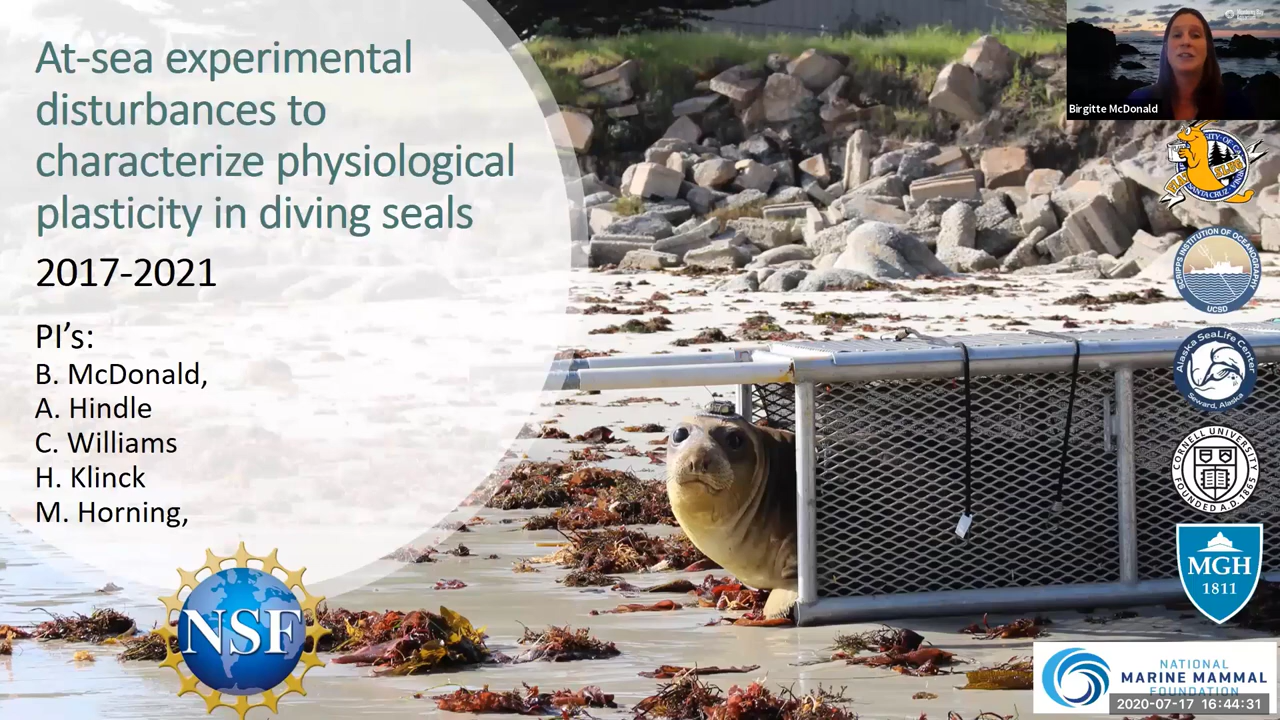 At-sea experimental
disturbances to
characterize physiological
plasticity in diving seals
2017-2021
PI's:
B. McDonald,
A. Hindle
C. Williams
H. Klinck
M. Horning,
NSF
Birgitte McDonald
SCRIPPS INSTITUTION OF OCEANOGRAPHY
UCSD
Alaska SeaLife Center
Seward, Alaska
CORNELL UNIVERSITY
FOUNDED A.D. 1865
MGH
1811
NATIONAL
MARINE MAMMAL
FOUNDATION
2020-07-17 16:44:31